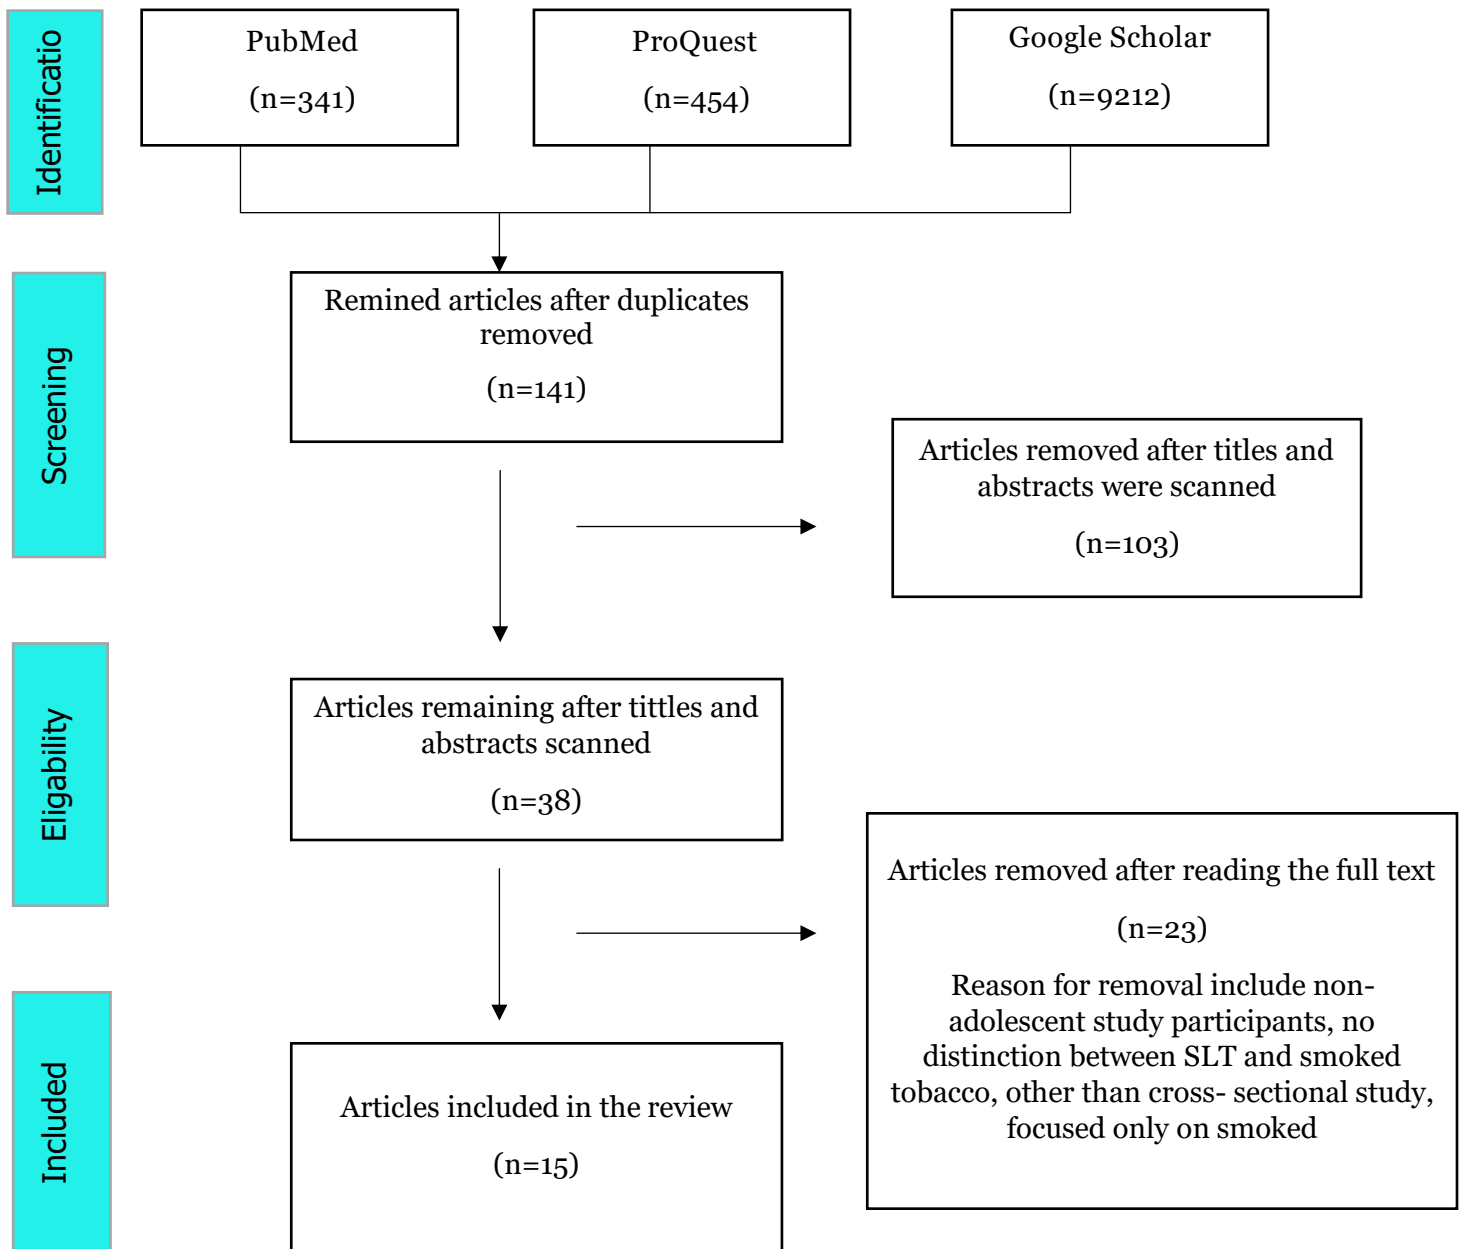 Identificatio
PubMed
(n=341)
ProQuest
(n=454)
Google Scholar
(n=9212)
Screening
Remined articles after duplicates
removed
(n=141)
Articles removed after titles and
abstracts were scanned
(n=103)
Eligability
Articles remaining after tittles and
abstracts scanned
(n=38)
Articles removed after reading the full text
(n=23)
Reason for removal include non-
adolescent study participants, no
distinction between SLT and smoked
tobacco, other than cross- sectional study,
focused only on smoked
Included
Articles included in the review
(n=15)